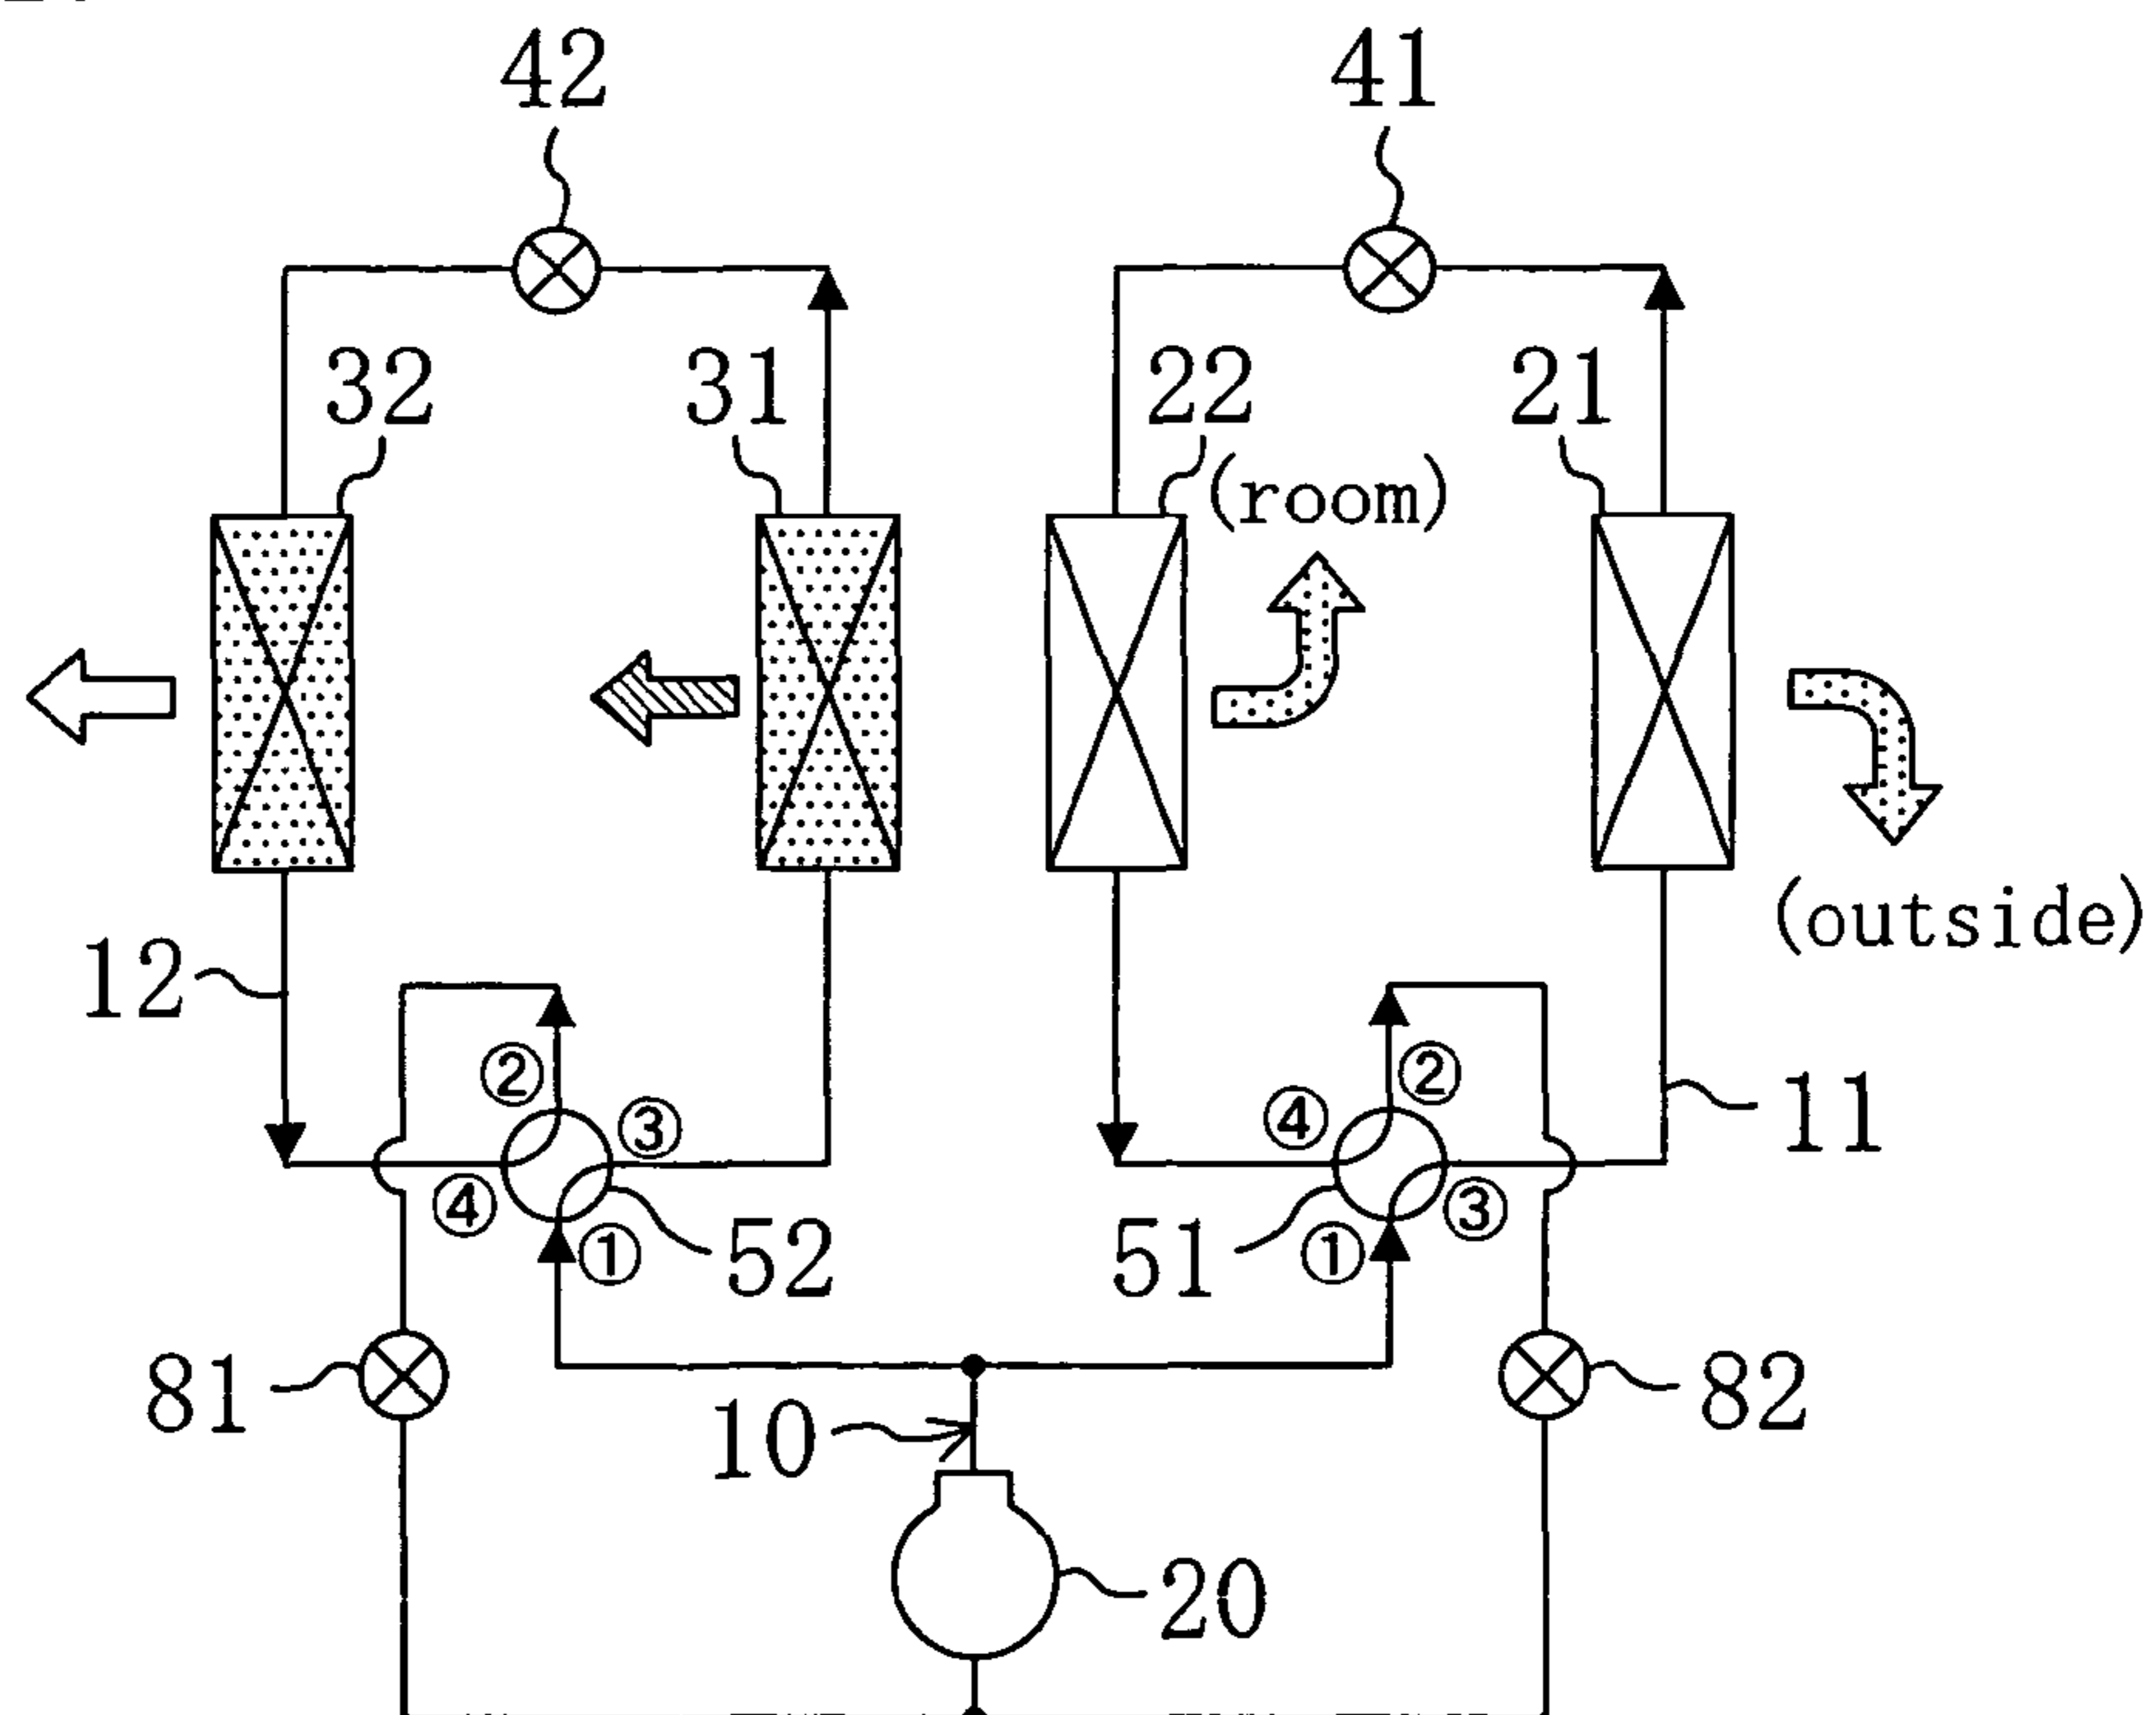 42 41
32 31 22 21
(room)
(outside)
12
② ②
③ ④ 11
④ ③
① 52 51 ①
81 82
10
20